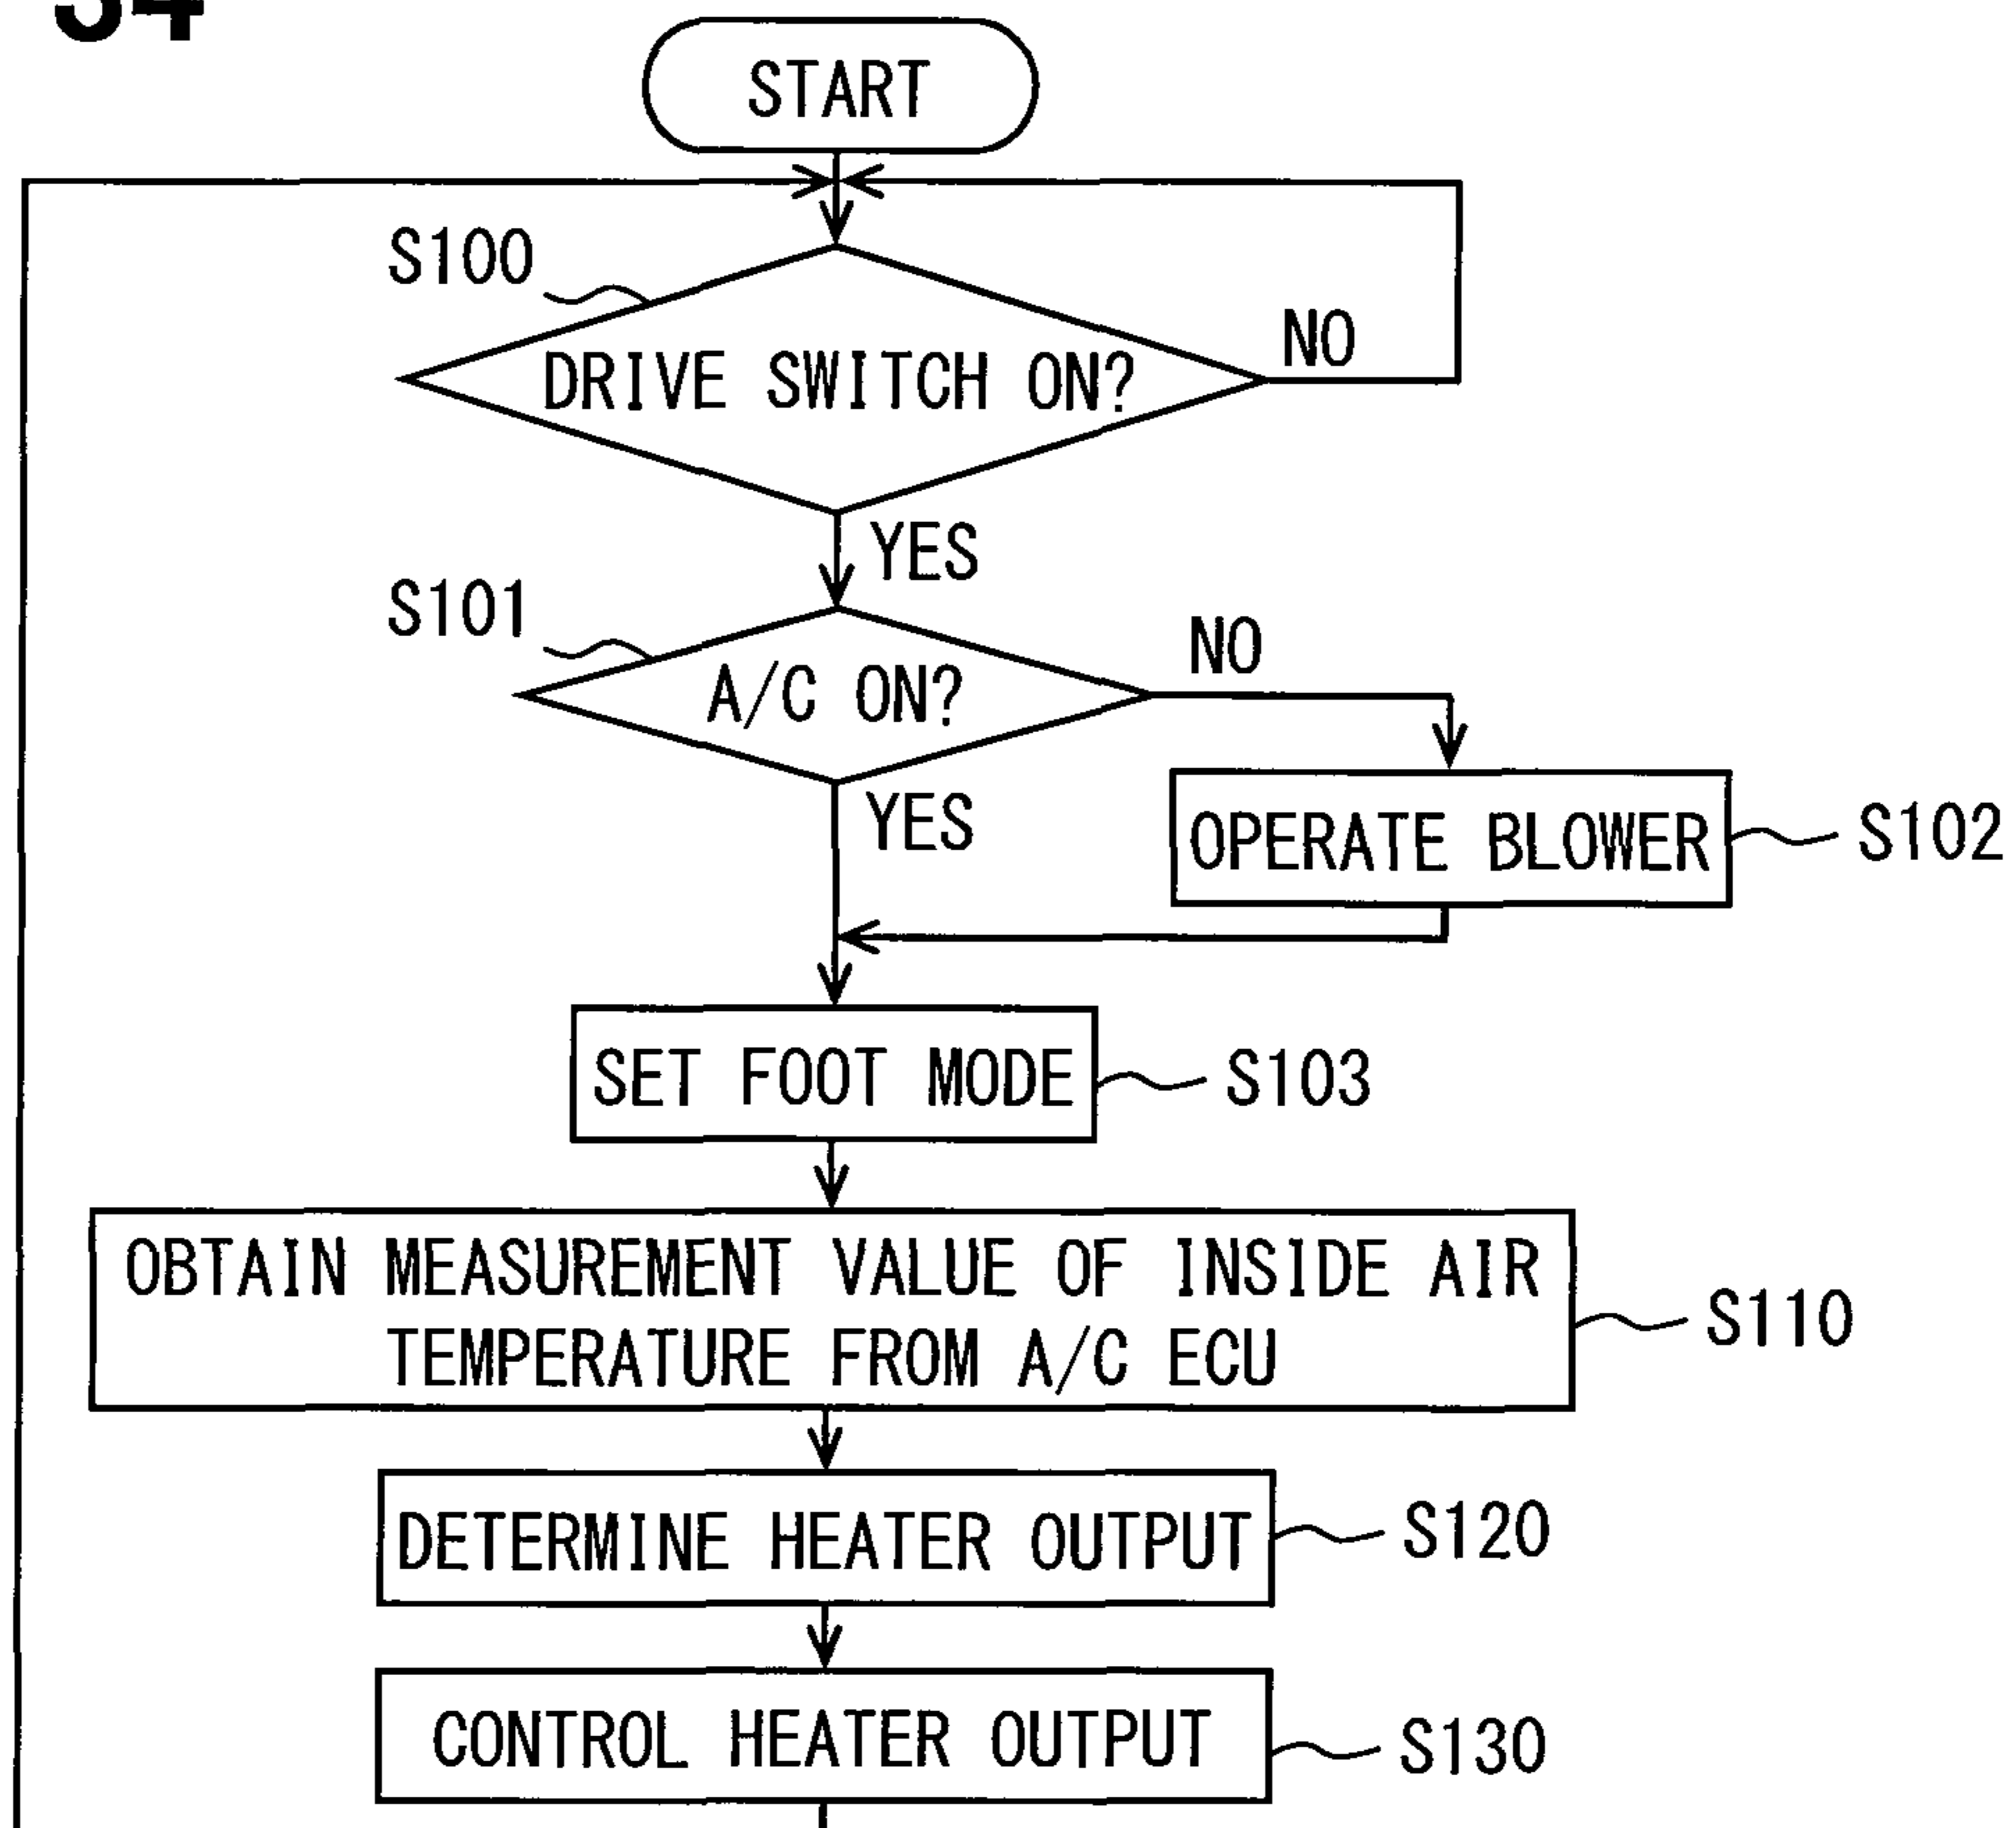 START
S100
DRIVE SWITCH ON?
NO
YES
S101
A/C ON?
NO
YES
OPERATE BLOWER
S102
SET FOOT MODE
S103
OBTAIN MEASUREMENT VALUE OF INSIDE AIR
TEMPERATURE FROM A/C ECU
S110
DETERMINE HEATER OUTPUT
S120
CONTROL HEATER OUTPUT
S130